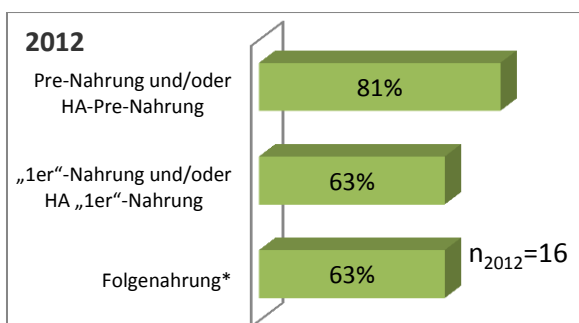 2012
Pre-Nahrung und/oder
HA-Pre-Nahrung
81%
„1er“-Nahrung und/oder
HA „1er“-Nahrung
63%
Folgenahrung*
63%
n2012=16